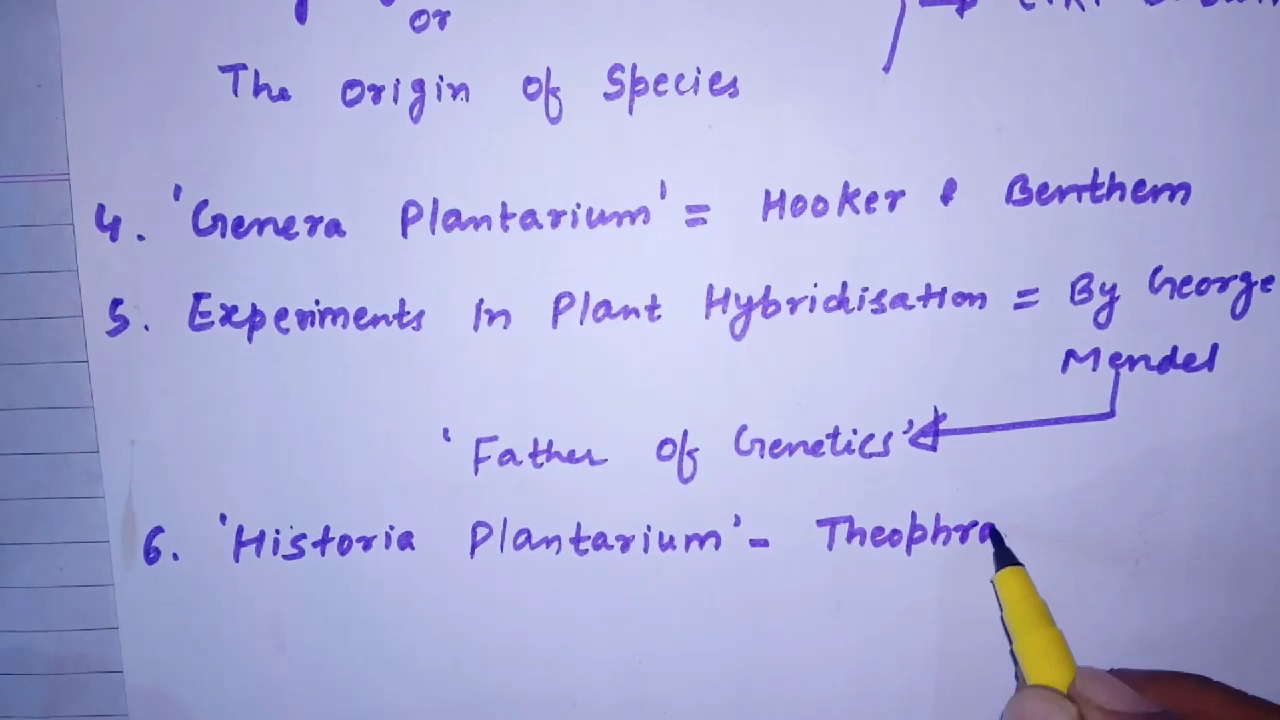 or
The origin of Species
4. 'Genera Plantarium' = Hooker & Benthem
5. Experiments In Plant Hybridisation = By George
Mendel
'Father of Genetics'
6. 'Historia Plantarium' - Theophra